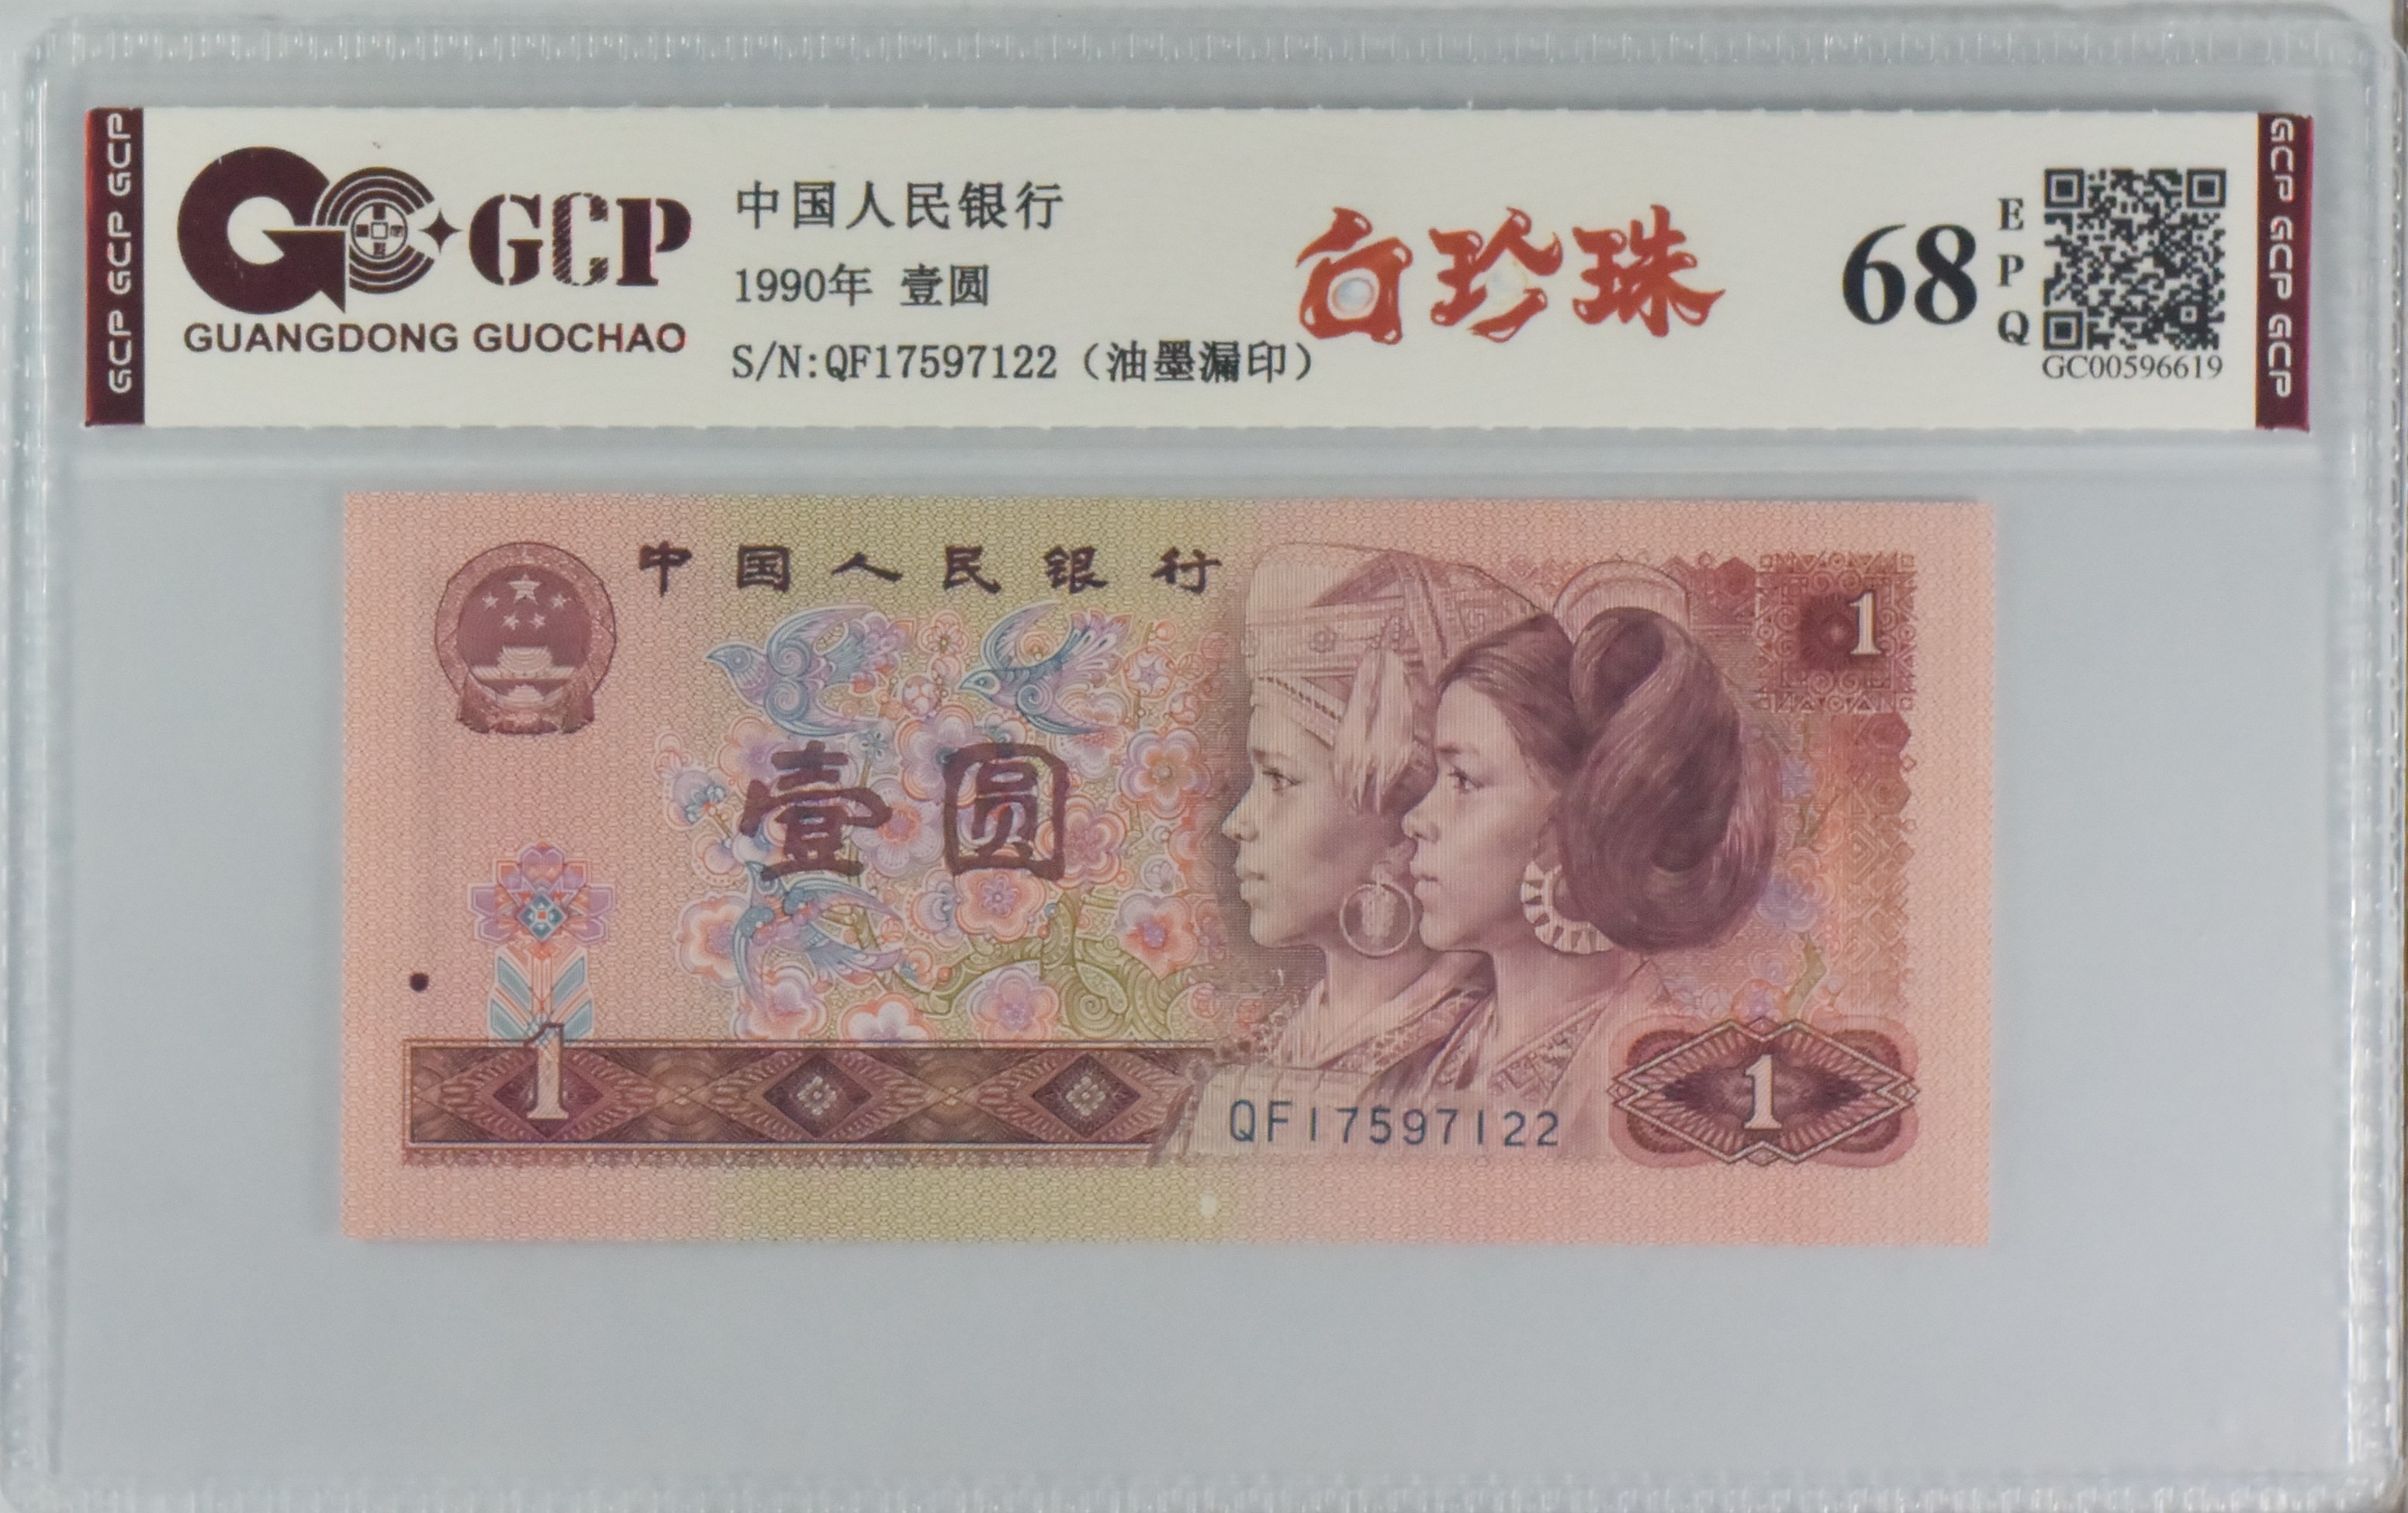 GCP GCP GCP
GCP
GUANGDONG GUOCHAO
中国人民银行
1990年 壹圆
S/N:QF17597122（油墨漏印）
白珍珠
68
EPQ
GC00596619
GCP GCP GCP
中国人民银行
1
壹圆
1
QF17597122
1